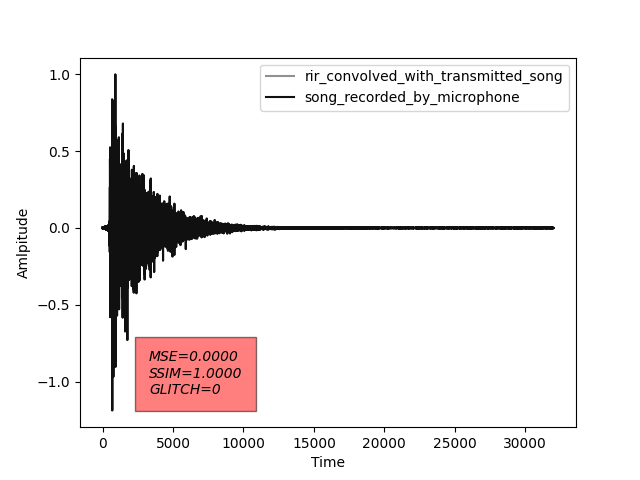 rir_convolved_with_transmitted_song
song_recorded_by_microphone
1.0
0.5
0.0
−0.5
−1.0
Amlpitude
MSE=0.0000
SSIM=1.0000
GLITCH=0
0 5000 10000 15000 20000 25000 30000
Time